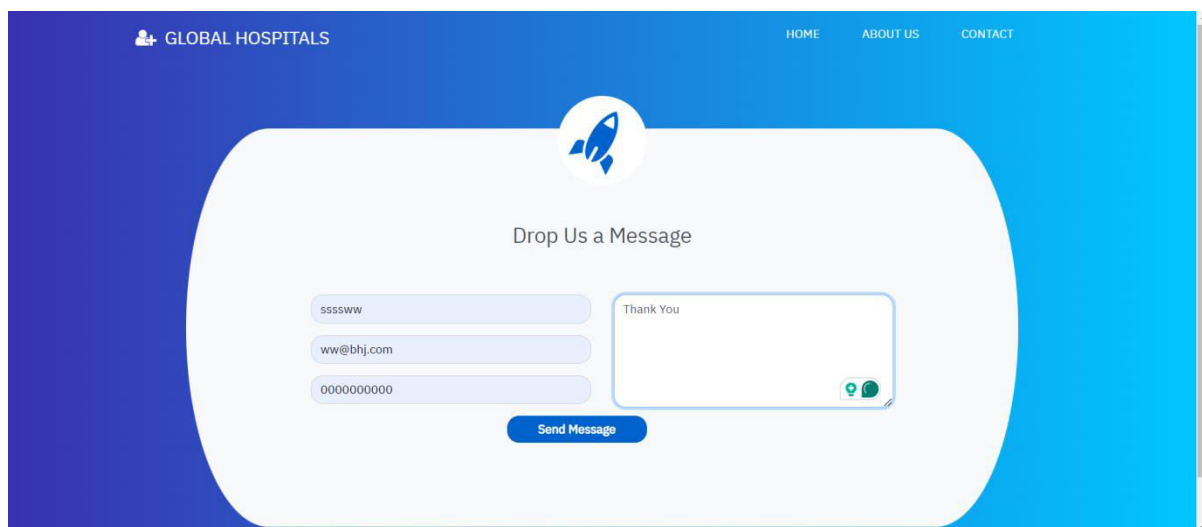 GLOBAL HOSPITALS
HOME ABOUT US CONTACT
Drop Us a Message
ssssww
ww@bhj.com
0000000000
Thank You
Send Message